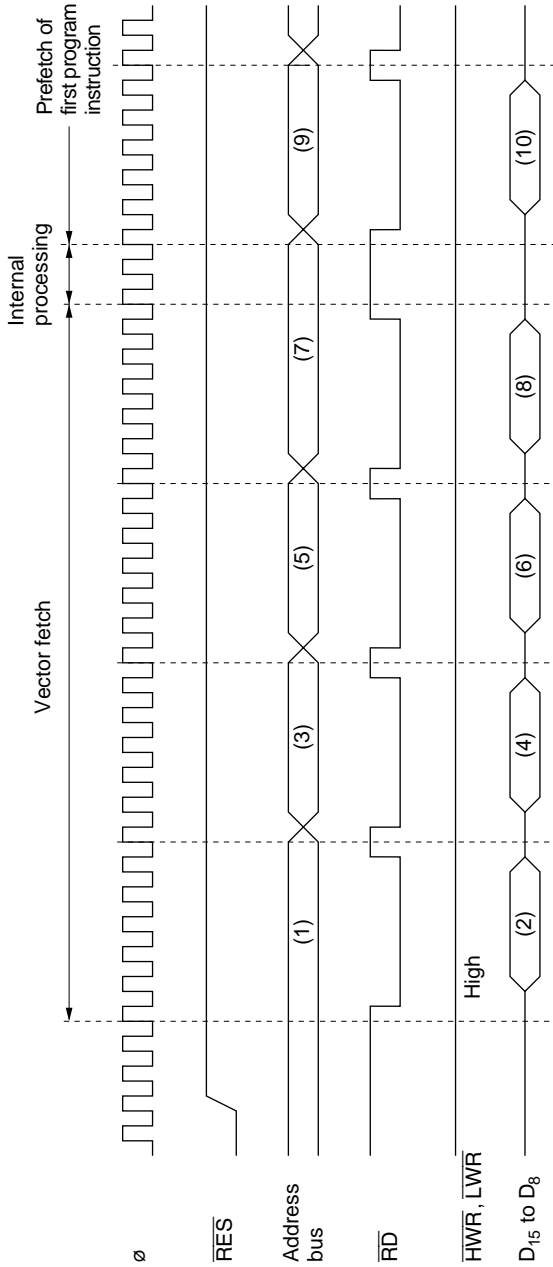 Vector fetch
Internal
processing
Prefetch of
first program
instruction
ø
RES
Address
bus
(1)
(3)
(5)
(7)
(9)
RD
HWR, LWR
High
D15 to D8
(2)
(4)
(6)
(8)
(10)